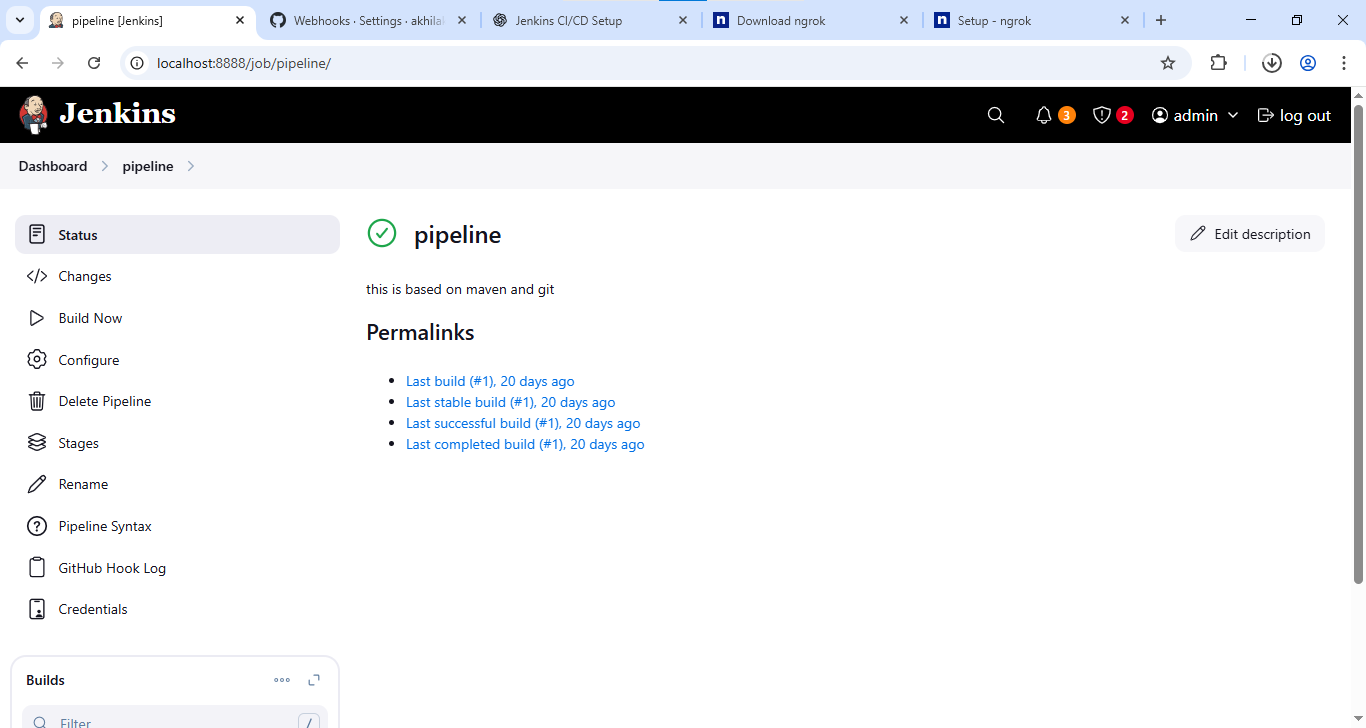 pipeline [Jenkins]
Webhooks · Settings · akhila
Jenkins CI/CD Setup
Download ngrok
Setup - ngrok
localhost:8888/job/pipeline/
Jenkins
3
2
admin
log out
Dashboard
pipeline
Status
Changes
Build Now
Configure
Delete Pipeline
Stages
Rename
Pipeline Syntax
GitHub Hook Log
Credentials
Builds
Filter
/
pipeline
Edit description
this is based on maven and git
Permalinks
Last build (#1), 20 days ago
Last stable build (#1), 20 days ago
Last successful build (#1), 20 days ago
Last completed build (#1), 20 days ago